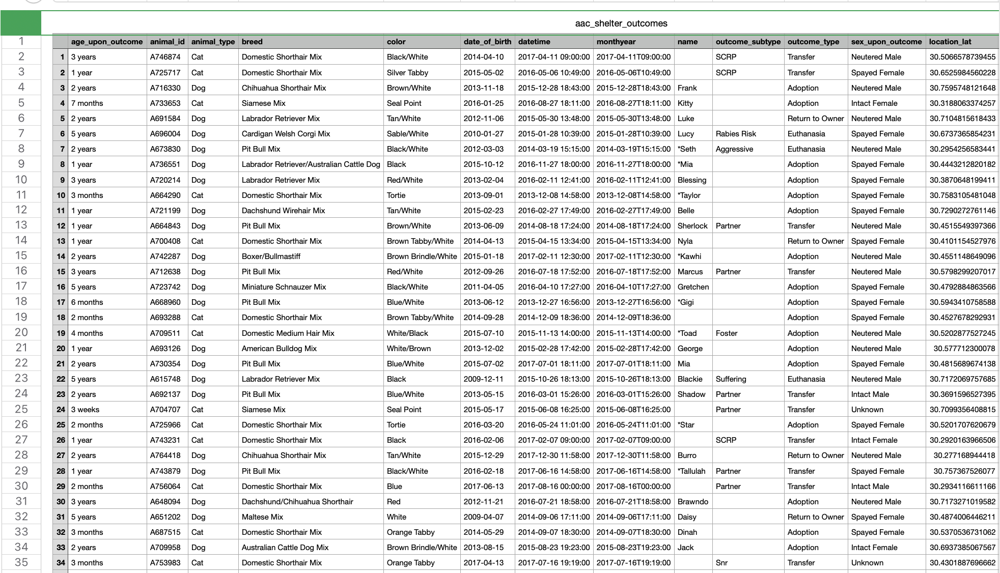 aac_shelter_outcomes
1 age_upon_outcome animal_id animal_type breed color date_of_birth datetime monthyear name outcome_subtype outcome_type sex_upon_outcome location_lat
2 1 3 years A746874 Cat Domestic Shorthair Mix Black/White 2014-04-10 2017-04-11 09:00:00 2017-04-11T09:00:00 SCRP Transfer Neutered Male 30.5066578739455
3 2 1 year A725717 Cat Domestic Shorthair Mix Silver Tabby 2015-05-02 2016-05-06 10:49:00 2016-05-06T10:49:00 SCRP Transfer Spayed Female 30.6525984560228
4 3 2 years A716330 Dog Chihuahua Shorthair Mix Brown/White 2013-11-18 2015-12-28 18:43:00 2015-12-28T18:43:00 Frank Adoption Neutered Male 30.7595748121648
5 4 7 months A733653 Cat Siamese Mix Seal Point 2016-01-25 2016-08-27 18:11:00 2016-08-27T18:11:00 Kitty Adoption Intact Female 30.3188063374257
6 5 2 years A691584 Dog Labrador Retriever Mix Tan/White 2012-11-06 2015-05-30 13:48:00 2015-05-30T13:48:00 Luke Return to Owner Neutered Male 30.7104815618433
7 6 5 years A696004 Dog Cardigan Welsh Corgi Mix Sable/White 2010-01-27 2015-01-28 10:39:00 2015-01-28T10:39:00 Lucy Rabies Risk Euthanasia Spayed Female 30.6737365854231
8 7 2 years A673830 Dog Pit Bull Mix Black/White 2012-03-03 2014-03-19 15:15:00 2014-03-19T15:15:00 *Seth Aggressive Euthanasia Neutered Male 30.2954256583441
9 8 1 year A736551 Dog Labrador Retriever/Australian Cattle Dog Black 2015-10-12 2016-11-27 18:00:00 2016-11-27T18:00:00 *Mia Adoption Spayed Female 30.4443212820182
10 9 3 years A720214 Dog Labrador Retriever Mix Red/White 2013-02-04 2016-02-11 12:41:00 2016-02-11T12:41:00 Blessing Adoption Spayed Female 30.3870648199411
11 10 3 months A664290 Cat Domestic Shorthair Mix Tortie 2013-09-01 2013-12-08 14:58:00 2013-12-08T14:58:00 *Taylor Adoption Spayed Female 30.7583105481048
12 11 1 year A721199 Dog Dachshund Wirehair Mix Tan/White 2015-02-23 2016-02-27 17:49:00 2016-02-27T17:49:00 Belle Adoption Spayed Female 30.7290272761146
13 12 1 year A664843 Dog Pit Bull Mix Brown/White 2013-06-09 2014-08-18 17:24:00 2014-08-18T17:24:00 Sherlock Partner Transfer Neutered Male 30.4515549397366
14 13 1 year A700408 Cat Domestic Shorthair Mix Brown Tabby/White 2014-04-13 2015-04-15 13:34:00 2015-04-15T13:34:00 Nyla Return to Owner Spayed Female 30.4101154527976
15 14 2 years A742287 Dog Boxer/Bullmastiff Brown Brindle/White 2015-01-18 2017-02-11 12:30:00 2017-02-11T12:30:00 *Kawhi Adoption Neutered Male 30.4551148649096
16 15 3 years A712638 Dog Pit Bull Mix Red/White 2012-09-26 2016-07-18 17:52:00 2016-07-18T17:52:00 Marcus Partner Transfer Neutered Male 30.5798299207017
17 16 5 years A723742 Dog Miniature Schnauzer Mix Black/White 2011-04-05 2016-04-10 17:27:00 2016-04-10T17:27:00 Gretchen Adoption Spayed Female 30.4792884863566
18 17 6 months A668960 Dog Pit Bull Mix Blue/White 2013-06-12 2013-12-27 16:56:00 2013-12-27T16:56:00 *Gigi Adoption Spayed Female 30.5943410758588
19 18 2 months A693288 Cat Domestic Shorthair Mix Brown Tabby/White 2014-09-28 2014-12-09 18:36:00 2014-12-09T18:36:00 Adoption Spayed Female 30.4527678292931
20 19 4 months A709511 Cat Domestic Medium Hair Mix White/Black 2015-07-10 2015-11-13 14:00:00 2015-11-13T14:00:00 *Toad Foster Adoption Neutered Male 30.5202877527245
21 20 1 year A693126 Dog American Bulldog Mix White/Brown 2013-12-02 2015-02-28 17:42:00 2015-02-28T17:42:00 George Adoption Neutered Male 30.577712300078
22 21 2 years A730354 Dog Pit Bull Mix Blue/White 2015-07-02 2017-07-01 18:11:00 2017-07-01T18:11:00 Mia Adoption Spayed Female 30.4815689674138
23 22 5 years A615748 Dog Labrador Retriever Mix Black 2009-12-11 2015-10-26 18:13:00 2015-10-26T18:13:00 Blackie Suffering Euthanasia Neutered Male 30.7172069757685
24 23 2 years A692137 Dog Pit Bull Mix Blue/White 2013-05-15 2016-03-01 15:26:00 2016-03-01T15:26:00 Shadow Partner Transfer Intact Male 30.3691596527395
25 24 3 weeks A704707 Cat Siamese Mix Seal Point 2015-05-17 2015-06-08 16:25:00 2015-06-08T16:25:00 Partner Transfer Unknown 30.7099356408815
26 25 2 months A725966 Cat Domestic Shorthair Mix Tortie 2016-03-20 2016-05-24 11:01:00 2016-05-24T11:01:00 *Star Adoption Spayed Female 30.5201707620679
27 26 1 year A743231 Cat Domestic Shorthair Mix Black 2016-02-06 2017-02-07 09:00:00 2017-02-07T09:00:00 SCRP Transfer Intact Female 30.2920163966506
28 27 2 years A764418 Dog Chihuahua Shorthair Mix Tan/White 2015-12-29 2017-12-30 11:58:00 2017-12-30T11:58:00 Burro Return to Owner Neutered Male 30.277168944418
29 28 1 year A743879 Dog Pit Bull Mix Black/White 2016-02-18 2017-06-16 14:58:00 2017-06-16T14:58:00 *Tallulah Partner Transfer Spayed Female 30.757367526077
30 29 2 months A756064 Cat Domestic Shorthair Mix Blue 2017-06-13 2017-08-16 00:00:00 2017-08-16T00:00:00 Partner Transfer Intact Male 30.2934116611166
31 30 3 years A648094 Dog Dachshund/Chihuahua Shorthair Red 2012-11-21 2016-07-21 18:58:00 2016-07-21T18:58:00 Brawndo Adoption Neutered Male 30.7173271019582
32 31 5 years A651202 Dog Maltese Mix White 2009-04-07 2014-09-06 17:11:00 2014-09-06T17:11:00 Daisy Return to Owner Spayed Female 30.4874006446211
33 32 3 months A687515 Cat Domestic Shorthair Mix Orange Tabby 2014-05-29 2014-09-07 18:30:00 2014-09-07T18:30:00 Dinah Adoption Spayed Female 30.5370536731062
34 33 2 years A709958 Dog Australian Cattle Dog Mix Brown Brindle/White 2013-08-15 2015-08-23 19:23:00 2015-08-23T19:23:00 Jack Adoption Intact Female 30.6937385067567
35 34 3 months A753983 Cat Domestic Shorthair Mix Orange Tabby 2017-04-13 2017-07-16 19:19:00 2017-07-16T19:19:00 Snr Transfer Unknown 30.4301887696662